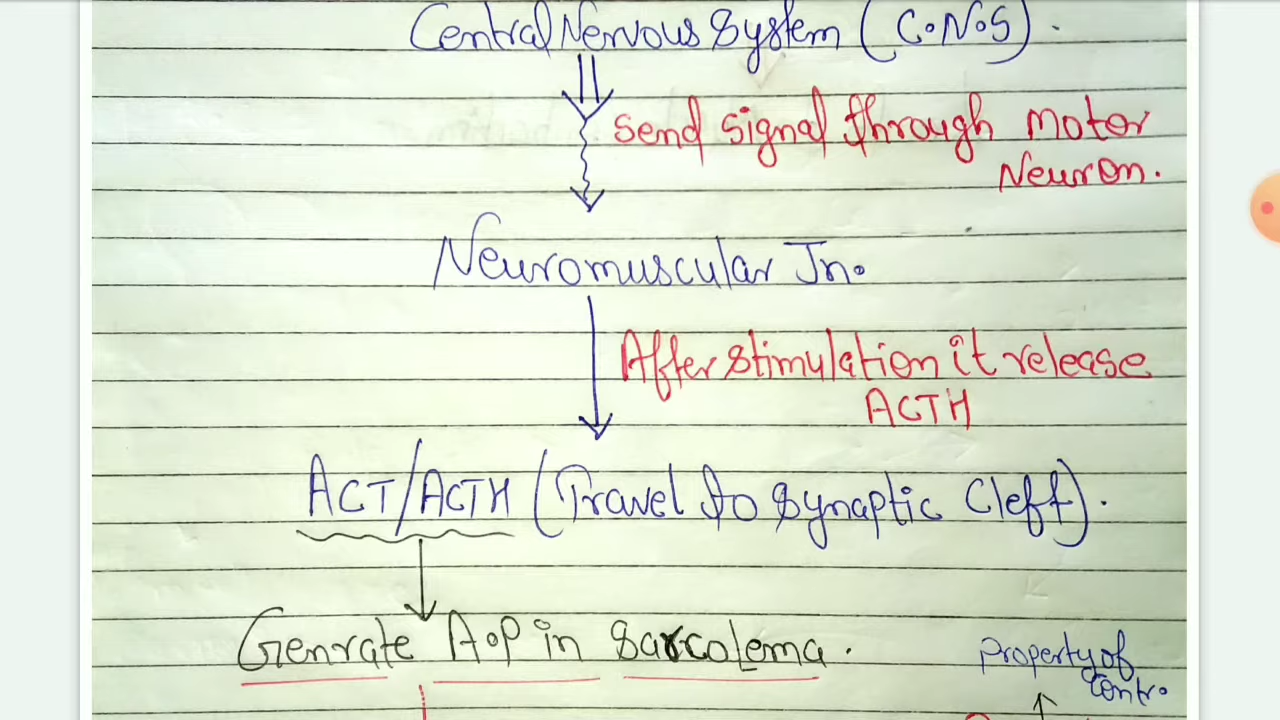 Central Nervous System (C.N.S).
Send signal through motor
Neuron.
Neuromuscular Jn.
After stimulation it release
ACTH
ACT/ACTH (Travel to Synaptic Cleft).
Genrate A.P in Sarcolema.
Property of
Contr.